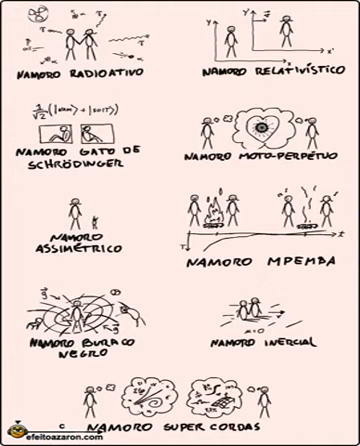 NAMORO RADIOATIVO
Y Y'
X'
X
NAMORO RELATIVÍSTICO
NAMORO GATO DE
SCHRÖDINGER
NAMORO MOTO-PERPÉTUO
NAMORO
ASSIMÉTRICO
T
t
NAMORO MPEMBA
g
g
NAMORO BURACO
NEGRO
μ=0
NAMORO INERCIAL
NAMORO SUPER CORDAS
efeitoazaron.com